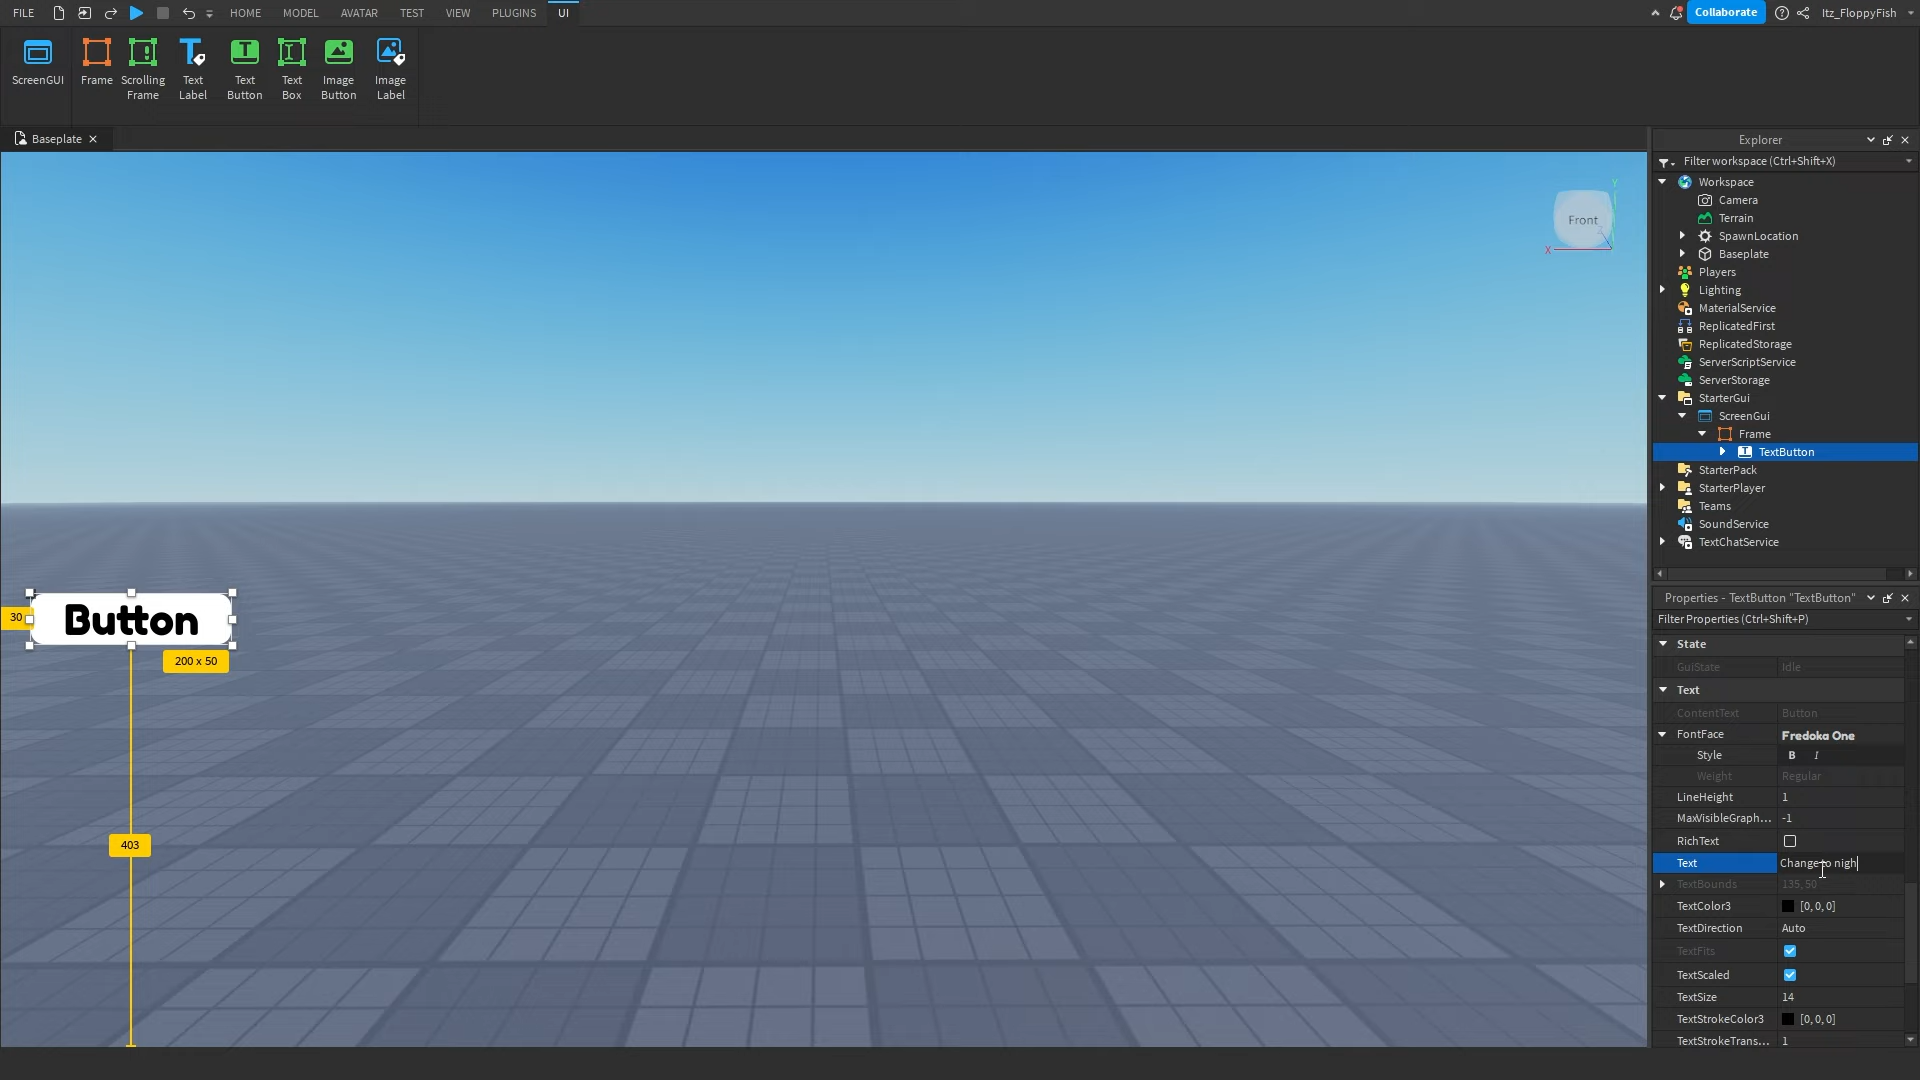 FILE HOME MODEL AVATAR TEST VIEW PLUGINS UI Collaborate Itz_FloppyFish
ScreenGUI
Frame
Scrolling
Frame
Text
Label
Text
Button
Text
Box
Image
Button
Image
Label
Baseplate
Front
X
Y
Button
30
200 x 50
403
Explorer
Filter workspace (Ctrl+Shift+X)
Workspace
Camera
Terrain
SpawnLocation
Baseplate
Players
Lighting
MaterialService
ReplicatedFirst
ReplicatedStorage
ServerScriptService
ServerStorage
StarterGui
ScreenGui
Frame
TextButton
StarterPack
StarterPlayer
Teams
SoundService
TextChatService
Properties - TextButton "TextButton"
Filter Properties (Ctrl+Shift+P)
State
GuiState Idle
Text
ContentText Button
FontFace Fredoka One
Style B I
Weight Regular
LineHeight 1
MaxVisibleGraph... -1
RichText
Text Change to nigh
TextBounds 135, 50
TextColor3 [0, 0, 0]
TextDirection Auto
TextFits
TextScaled
TextSize 14
TextStrokeColor3 [0, 0, 0]
TextStrokeTrans... 1